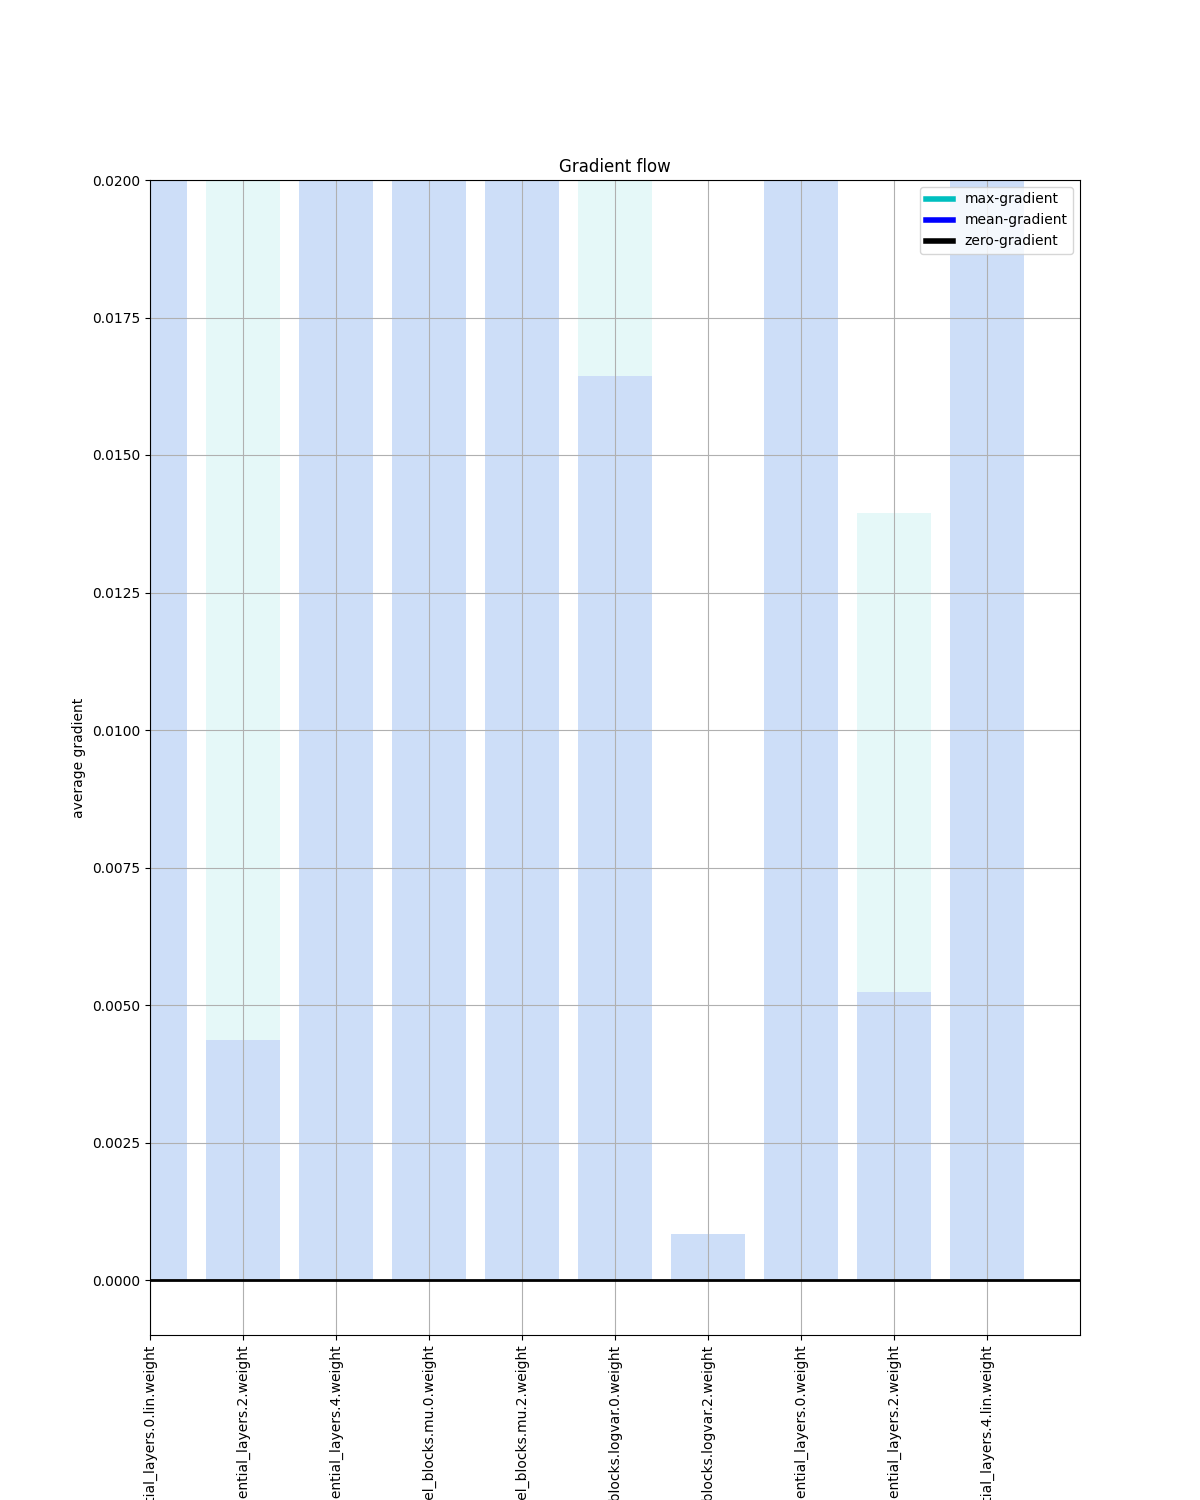 Gradient flow
max-gradient
mean-gradient
zero-gradient
0.0200
0.0175
0.0150
0.0125
0.0100
0.0075
0.0050
0.0025
0.0000
average gradient
tial_layers.0.lin.weight
ential_layers.2.weight
ential_layers.4.weight
el_blocks.mu.0.weight
el_blocks.mu.2.weight
blocks.logvar.0.weight
blocks.logvar.2.weight
ential_layers.0.weight
ential_layers.2.weight
tial_layers.4.lin.weight